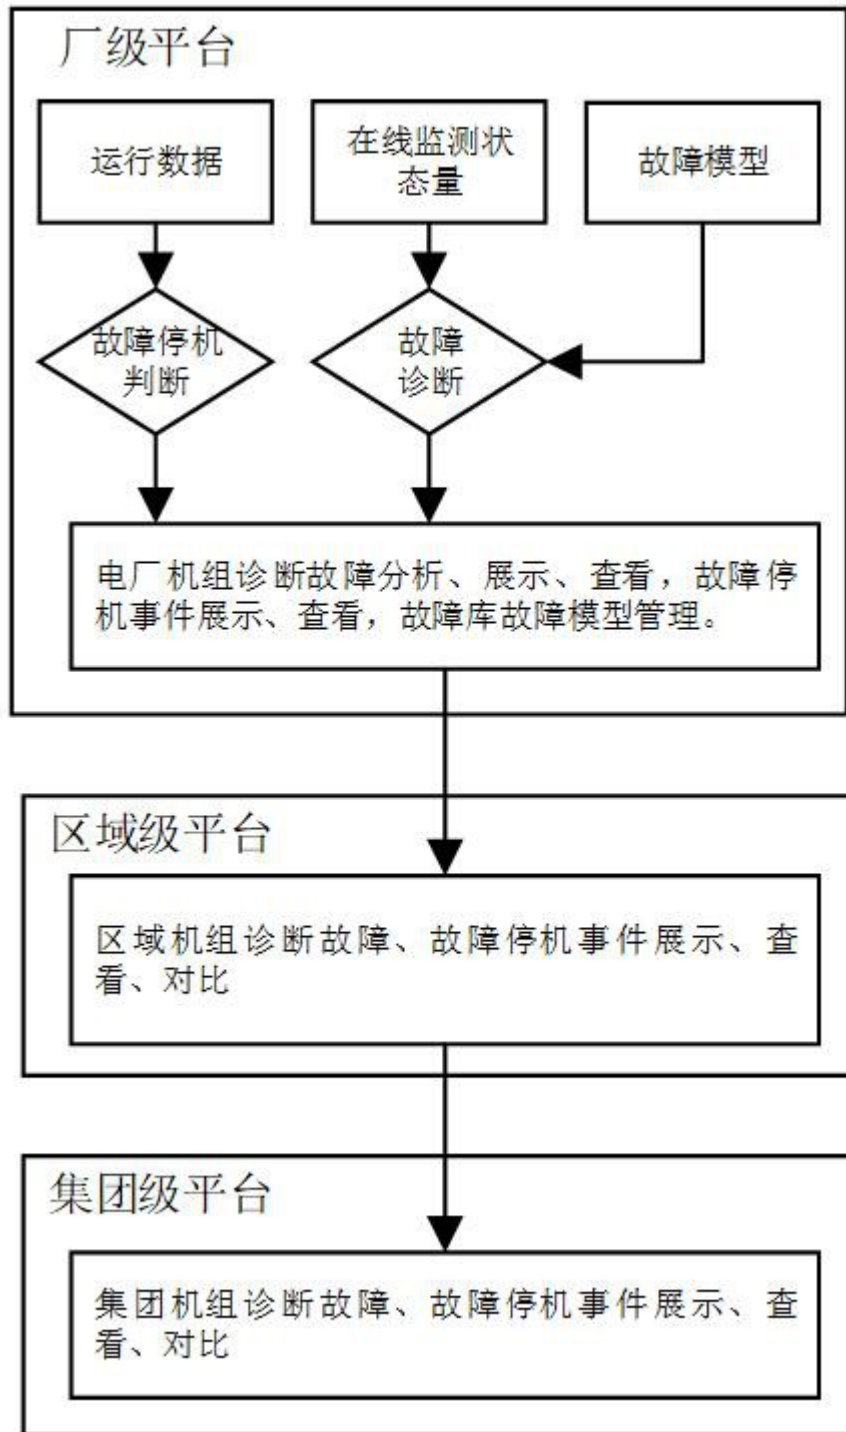 厂级平台
运行数据
在线监测状
态量
故障模型
故障停机
判断
故障
诊断
电厂机组诊断故障分析、展示、查看，故障停
机事件展示、查看，故障库故障模型管理。
区域级平台
区域机组诊断故障、故障停机事件展示、查
看、对比
集团级平台
集团机组诊断故障、故障停机事件展示、查
看、对比